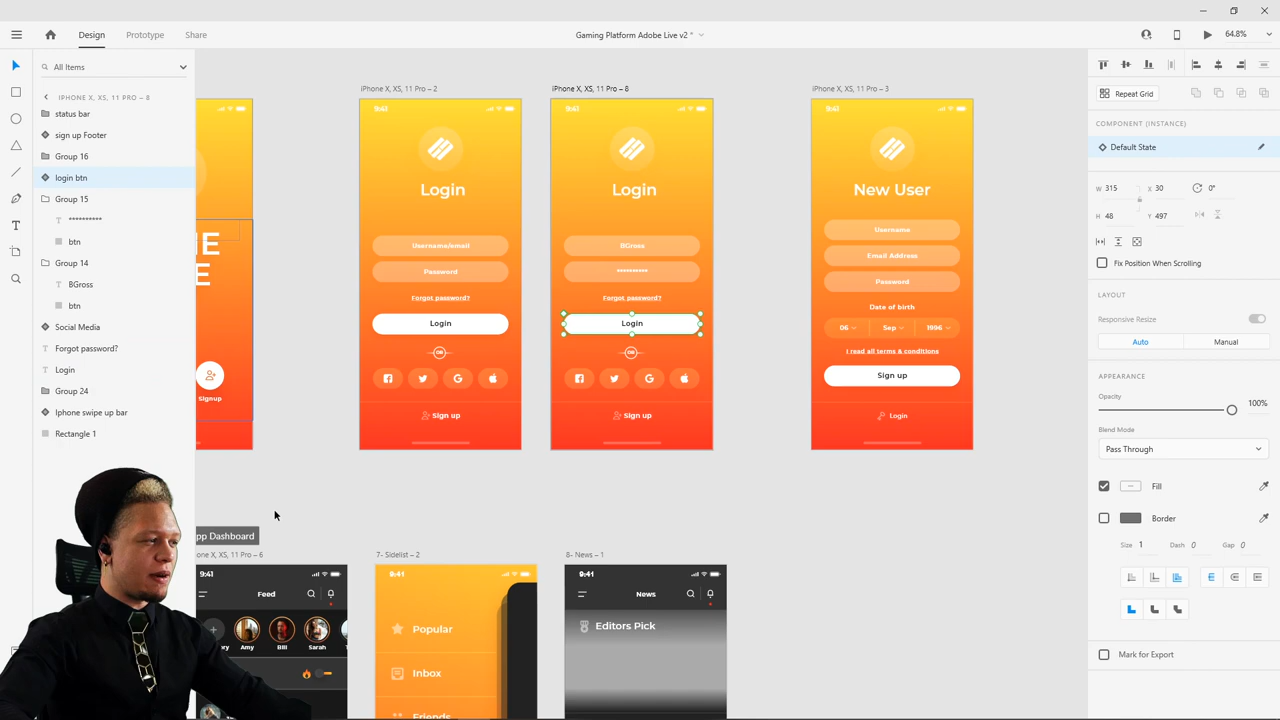 Design
Prototype
Share
Gaming Platform Adobe Live v2 *
64.8%
All Items
IPHONE X, XS, 11 PRO – 8
status bar
sign up Footer
Group 16
login btn
Group 15
**********
btn
Group 14
BGross
btn
Social Media
Forgot password?
Login
Group 24
Iphone swipe up bar
Rectangle 1
Signup
iPhone X, XS, 11 Pro – 2
9:41
Login
Username/email
Password
Forgot password?
Login
OR
Sign up
iPhone X, XS, 11 Pro – 8
9:41
Login
BGross
**********
Forgot password?
Login
OR
Sign up
iPhone X, XS, 11 Pro – 3
9:41
New User
Username
Email Address
Password
Date of birth
06
Sep
1996
I read all terms & conditions
Sign up
Login
pp Dashboard
one X, XS, 11 Pro – 6
9:41
Feed
Amy
Bill
Sarah
7- Sidelist – 2
9:41
Popular
Inbox
Friends
8- News – 1
9:41
News
Editors Pick
Repeat Grid
COMPONENT (INSTANCE)
Default State
W 315
X 30
0°
H 48
Y 497
Fix Position When Scrolling
LAYOUT
Responsive Resize
Auto
Manual
APPEARANCE
Opacity
100%
Blend Mode
Pass Through
Fill
Border
Size 1
Dash 0
Gap 0
Mark for Export